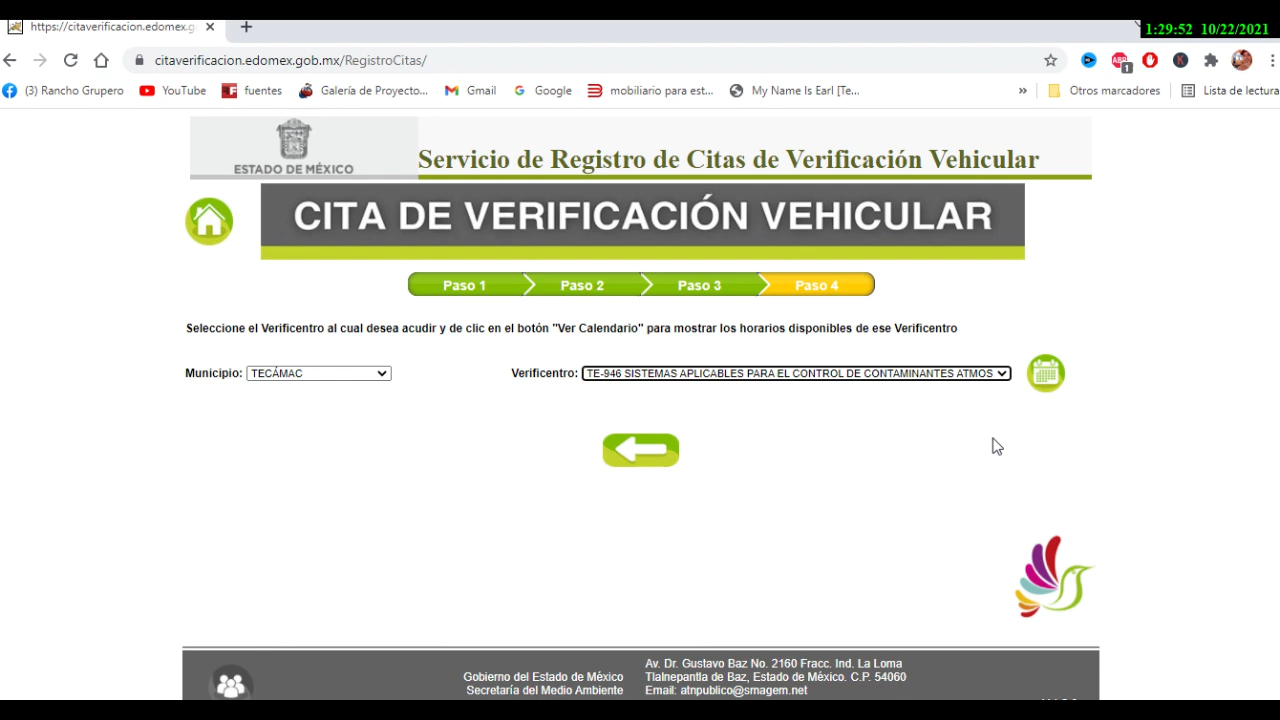 https://citaverificacion.edomex.g
1:29:52 10/22/2021
citaverificacion.edomex.gob.mx/RegistroCitas/
ABP
1
K
(3) Rancho Grupero
YouTube
fuentes
Galería de Proyecto...
Gmail
Google
mobiliario para est...
My Name Is Earl [Te...
»
Otros marcadores
Lista de lectura
ESTADO DE MÉXICO
Servicio de Registro de Citas de Verificación Vehicular
CITA DE VERIFICACIÓN VEHICULAR
Paso 1
Paso 2
Paso 3
Paso 4
Seleccione el Verificentro al cual desea acudir y de clic en el botón "Ver Calendario" para mostrar los horarios disponibles de ese Verificentro
Municipio: TECÁMAC
Verificentro: TE-946 SISTEMAS APLICABLES PARA EL CONTROL DE CONTAMINANTES ATMOS
Gobierno del Estado de México
Secretaría del Medio Ambiente
Av. Dr. Gustavo Baz No. 2160 Fracc. Ind. La Loma
Tlalnepantla de Baz, Estado de México. C.P. 54060
Email: atnpublico@smagem.net